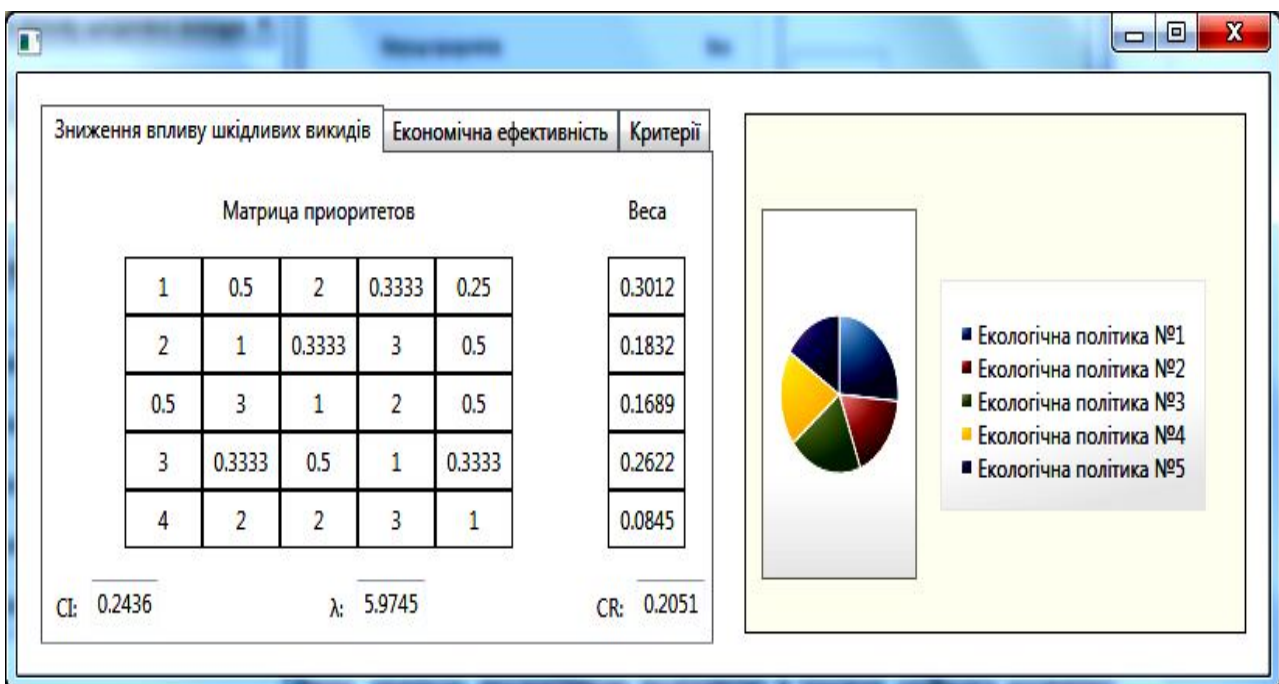 Зниження впливу шкідливих викидів Економічна ефективність Критерії
Матрица приоритетов Веса
1 0.5 2 0.3333 0.25 0.3012
2 1 0.3333 3 0.5 0.1832
0.5 3 1 2 0.5 0.1689
3 0.3333 0.5 1 0.3333 0.2622
4 2 2 3 1 0.0845
CI: 0.2436 λ: 5.9745 CR: 0.2051
Екологічна політика №1
Екологічна політика №2
Екологічна політика №3
Екологічна політика №4
Екологічна політика №5